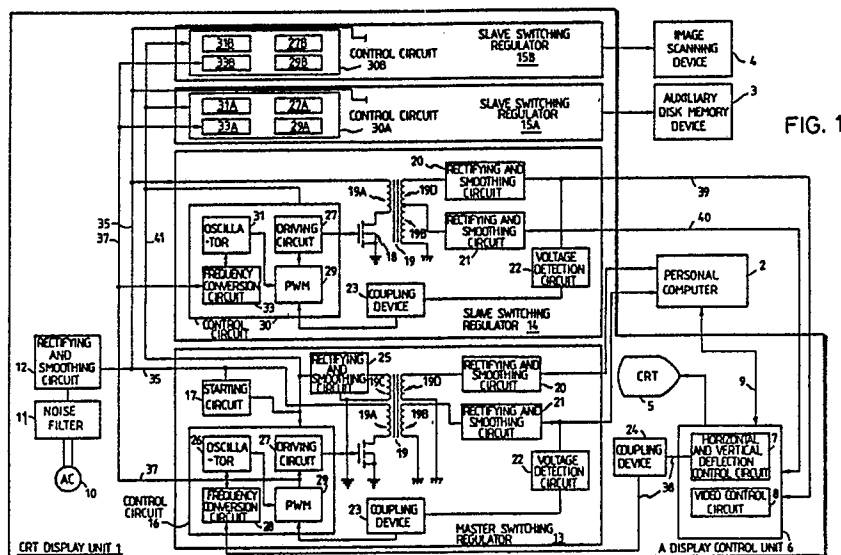 FIG. 1
31B
27B
33B
29B
CONTROL CIRCUIT
30B
SLAVE SWITCHING
REGULATOR
15B
IMAGE
SCANNING
DEVICE
4
31A
27A
33A
29A
CONTROL CIRCUIT
30A
SLAVE SWITCHING
REGULATOR
15A
AUXILIARY
DISK MEMORY
DEVICE
3
20
RECTIFYING AND
SMOOTHING
CIRCUIT
39
19A
19D
35
37
41
OSCILLA
-TOR
31
DRIVING
CIRCUIT
27
19B
18
19
RECTIFYING AND
SMOOTHING
CIRCUIT
21
40
FREQUENCY
CONVERSION
CIRCUIT
33
PWM
29
23
COUPLING
DEVICE
22
VOLTAGE
DETECTION
CIRCUIT
PERSONAL
COMPUTER
2
CONTROL
CIRCUIT
30
SLAVE SWITCHING
REGULATOR 14
RECTIFYING
AND
SMOOTHING
CIRCUIT
12
35
RECTIFYING
AND SMOOTHING
CIRCUIT
25
19C
19D
RECTIFYING AND
SMOOTHING
CIRCUIT
20
STARTING
CIRCUIT
17
19A
19B
19
RECTIFYING AND
SMOOTHING
CIRCUIT
21
CRT
5
9
NOISE
FILTER
11
26
OSCILLA
-TOR
27
DRIVING
CIRCUIT
24
COUPLING
DEVICE
HORIZONTAL
AND VERTICAL
DEFLECTION
CONTROL
CIRCUIT
7
37
22
VOLTAGE
DETECTION
CIRCUIT
38
AC
10
CONTROL
CIRCUIT
16
FREQUENCY
CONVERSION
CIRCUIT
28
PWM
29
23
COUPLING
DEVICE
VIDEO CONTROL
CIRCUIT
8
CRT DISPLAY UNIT 1
MASTER SWITCHING
REGULATOR
13
A DISPLAY CONTROL UNIT 6